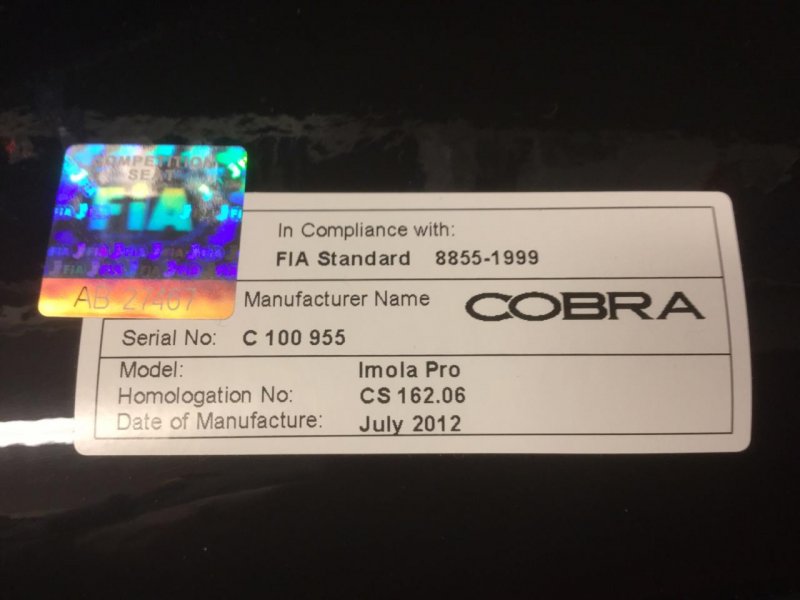 COMPETITION
SEAT
FIA
AB 27407
In Compliance with:
FIA Standard 8855-1999
Manufacturer Name COBRA
Serial No: C 100 955
Model: Imola Pro
Homologation No: CS 162.06
Date of Manufacture: July 2012